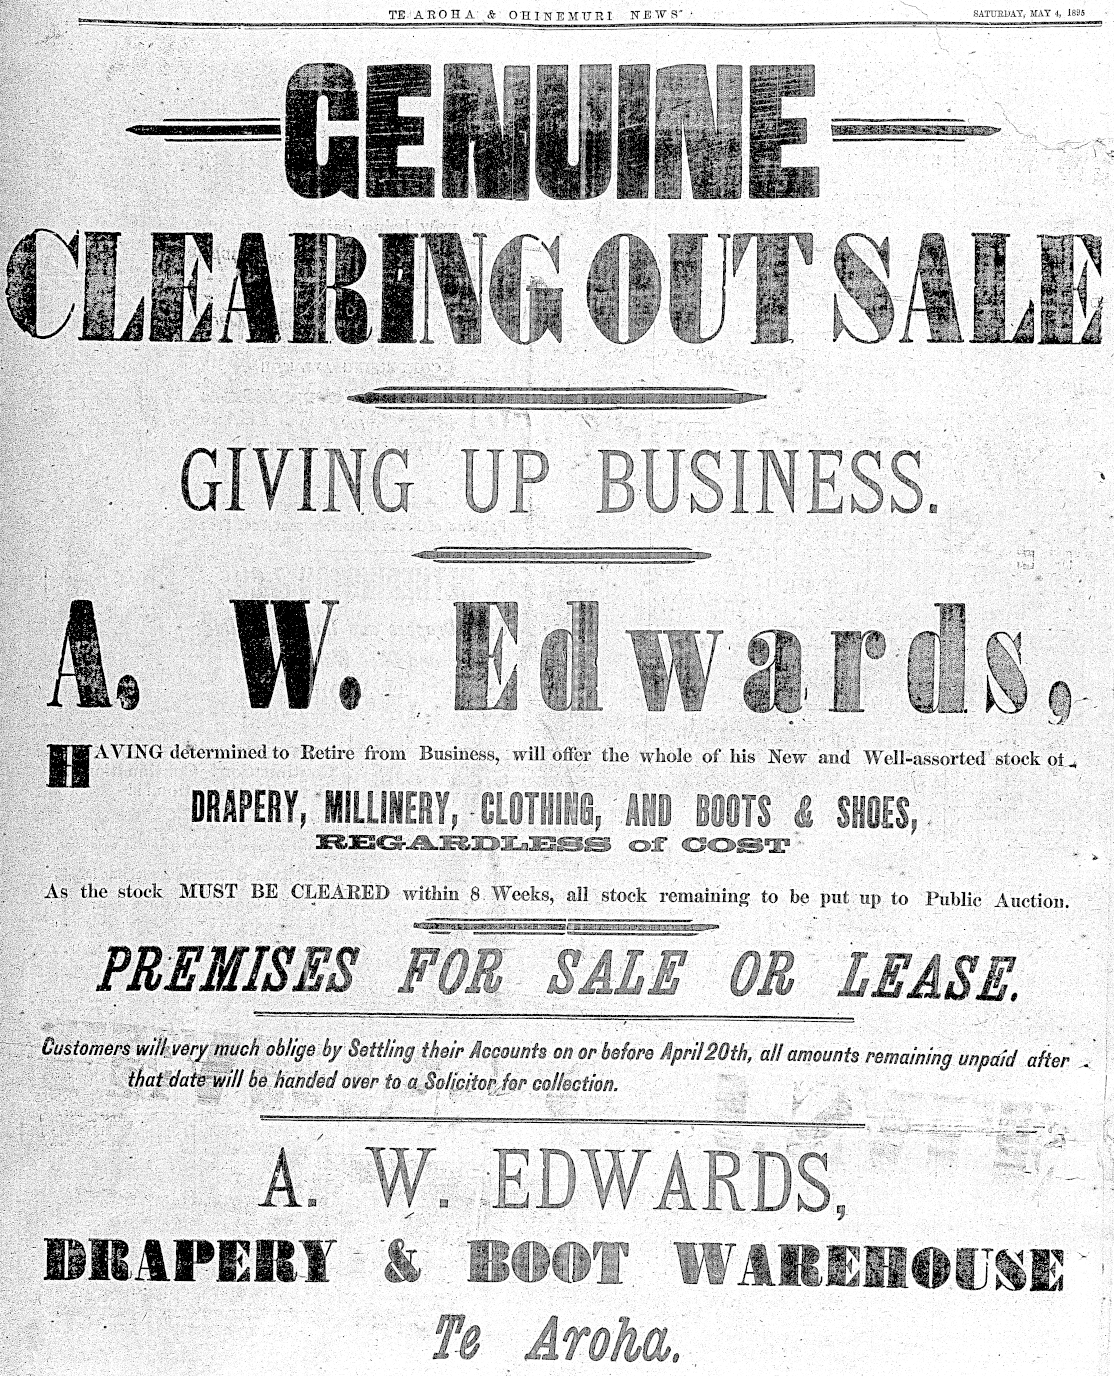 TE AROHA & OHINEMURI NEWS
SATURDAY, MAY 4, 1895
GENUINE
CLEARING OUT SALE
GIVING UP BUSINESS.
A. W. Edwards,
HAVING determined to Retire from Business, will offer the whole of his New and Well-assorted stock of
DRAPERY, MILLINERY, CLOTHING, AND BOOTS & SHOES,
REGARDLESS of COST
As the stock MUST BE CLEARED within 8 Weeks, all stock remaining to be put up to Public Auction.
PREMISES FOR SALE OR LEASE.
Customers will very much oblige by Settling their Accounts on or before April 20th, all amounts remaining unpaid after
that date will be handed over to a Solicitor for collection.
A. W. EDWARDS,
DRAPERY & BOOT WAREHOUSE
Te Aroha.